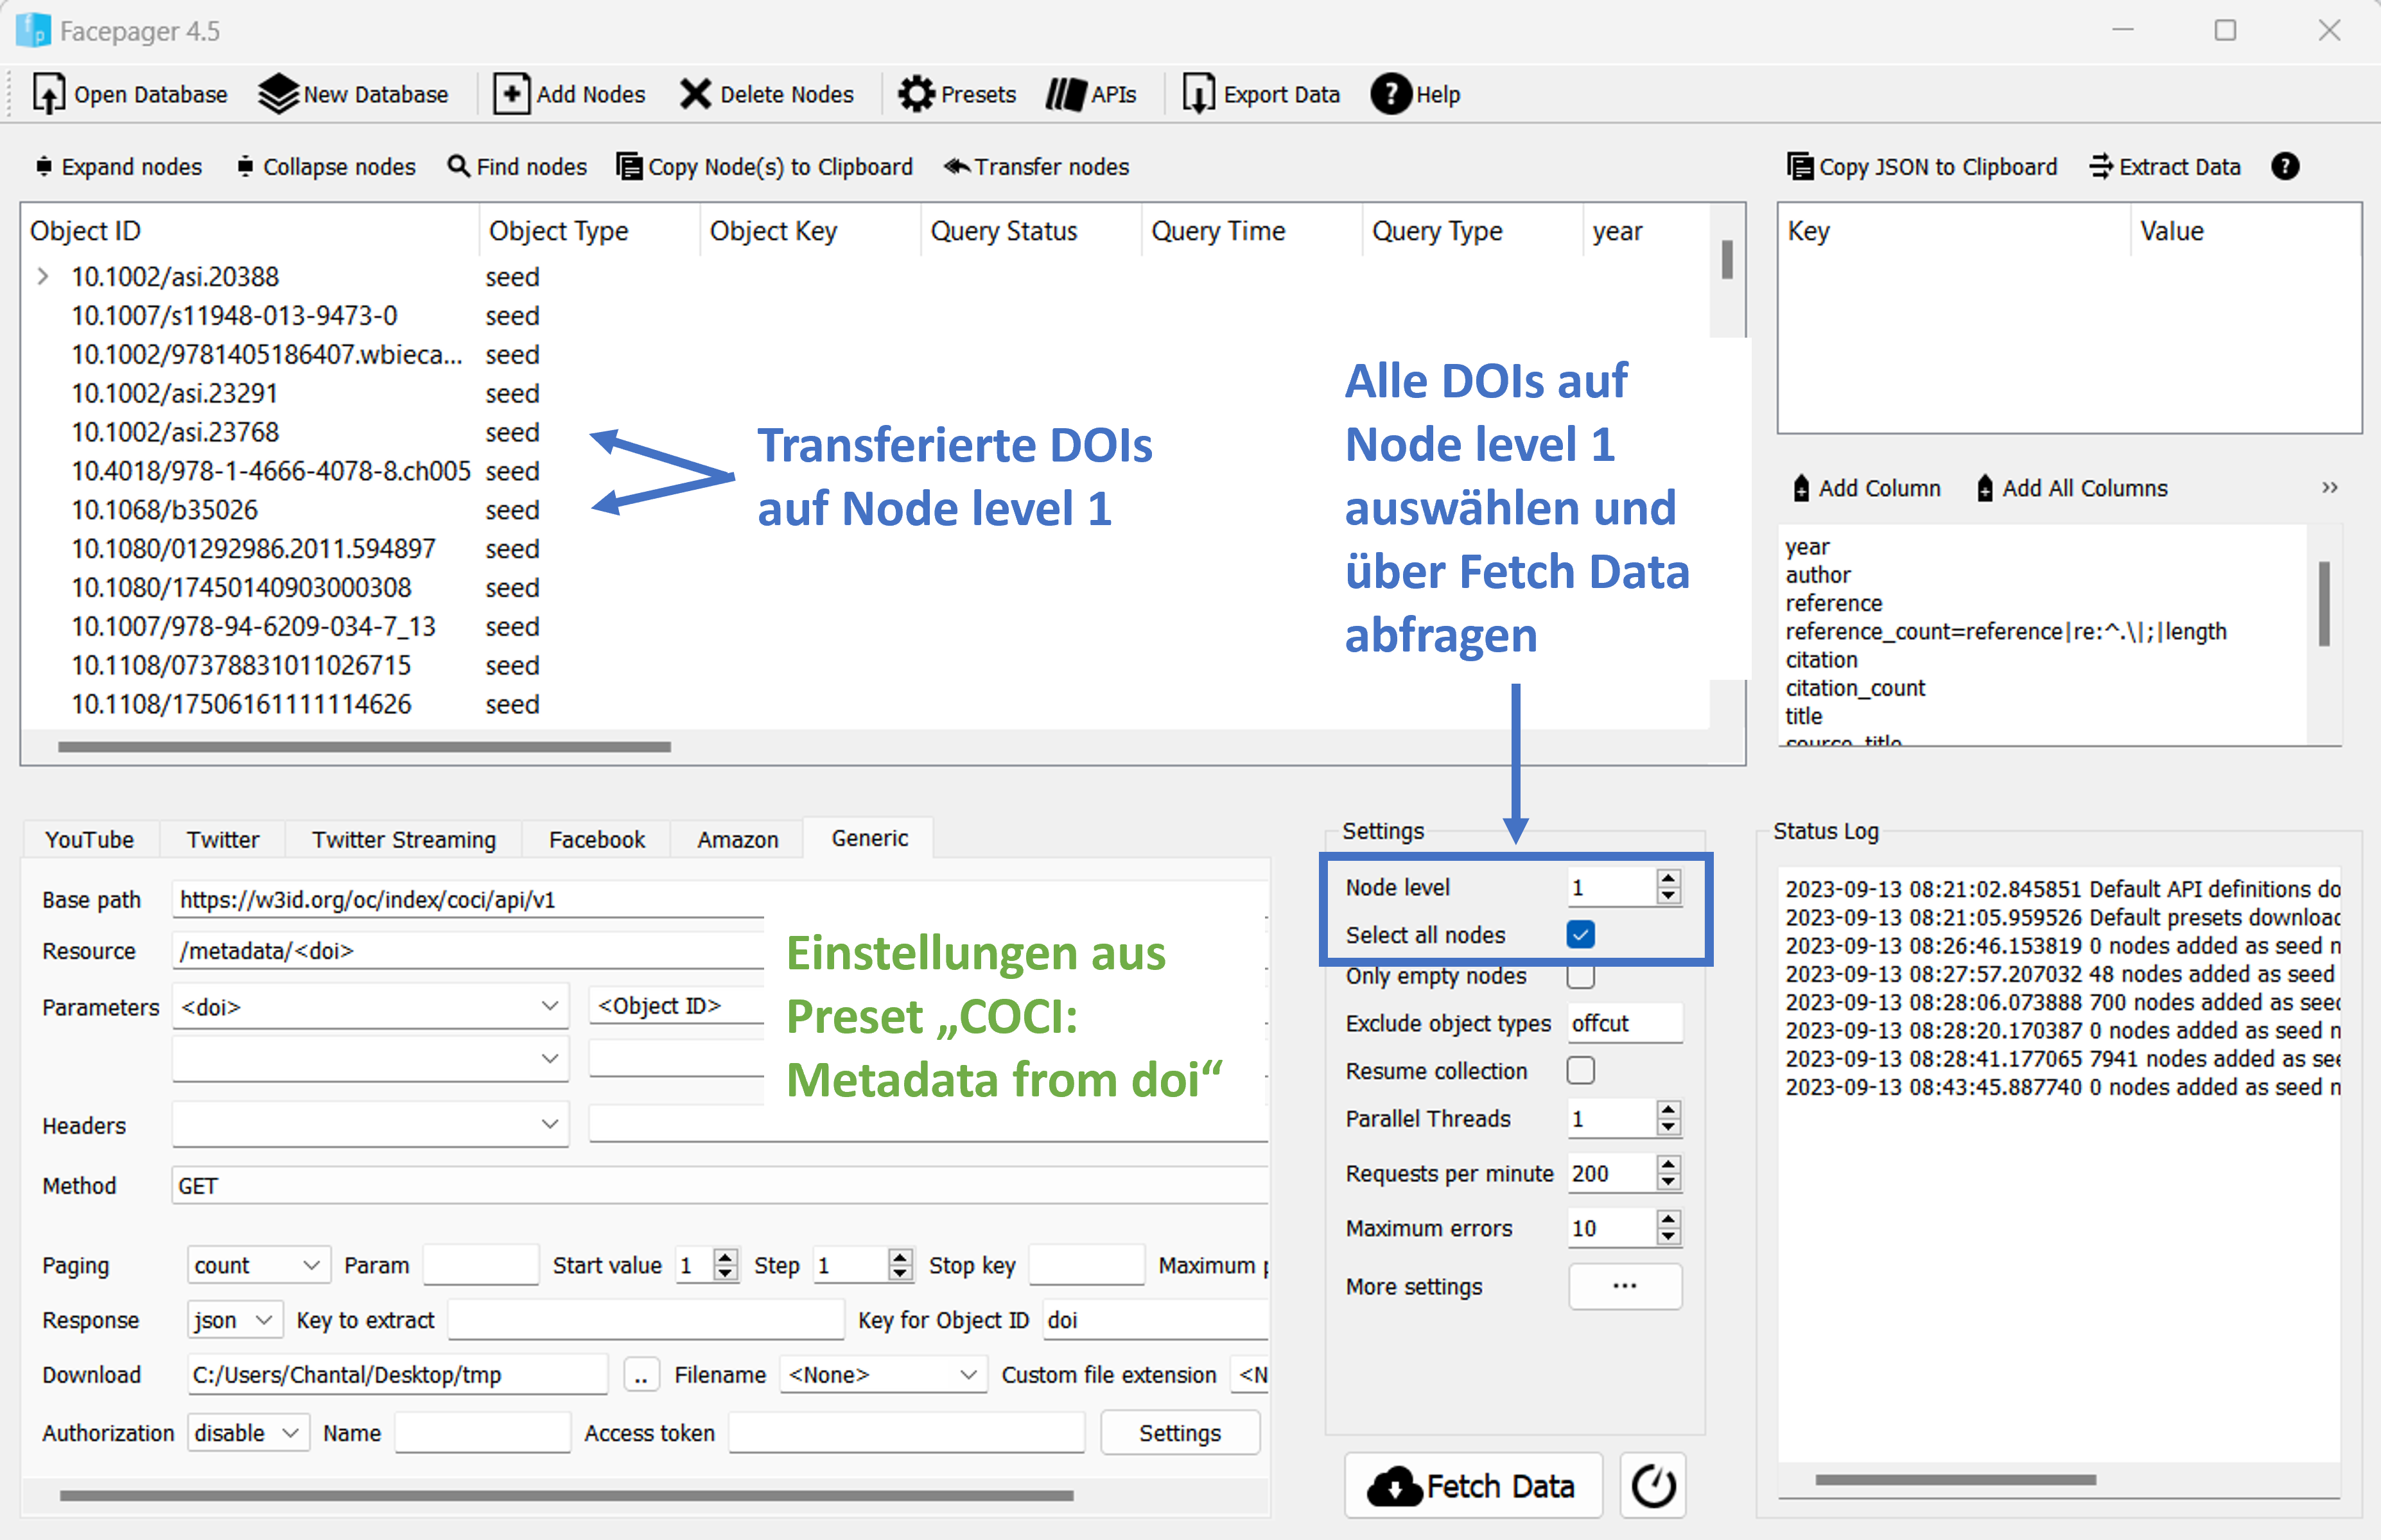 Facepager 4.5
Open Database New Database Add Nodes Delete Nodes Presets APIs Export Data Help
Expand nodes Collapse nodes Find nodes Copy Node(s) to Clipboard Transfer nodes
Object ID Object Type Object Key Query Status Query Time Query Type year
10.1002/asi.20388 seed
10.1007/s11948-013-9473-0 seed
10.1002/9781405186407.wbieca... seed
10.1002/asi.23291 seed
10.1002/asi.23768 seed
10.4018/978-1-4666-4078-8.ch005 seed
10.1068/b35026 seed
10.1080/01292986.2011.594897 seed
10.1080/17450140903000308 seed
10.1007/978-94-6209-034-7_13 seed
10.1108/07378831011026715 seed
10.1108/17506161111114626 seed
Transferierte DOIs
auf Node level 1
Alle DOIs auf
Node level 1
auswählen und
über Fetch Data
abfragen
Copy JSON to Clipboard Extract Data
Key Value
Add Column Add All Columns »
year
author
reference
reference_count=reference|re:^.\|;|length
citation
citation_count
title
source_title
YouTube Twitter Twitter Streaming Facebook Amazon Generic
Base path https://w3id.org/oc/index/coci/api/v1
Resource /metadata/<doi>
Parameters <doi> <Object ID>
Headers
Method GET
Paging count Param Start value 1 Step 1 Stop key Maximum p
Response json Key to extract Key for Object ID doi
Download C:/Users/Chantal/Desktop/tmp .. Filename <None> Custom file extension <N
Authorization disable Name Access token Settings
Einstellungen aus
Preset „COCI:
Metadata from doi“
Settings
Node level 1
Select all nodes
Only empty nodes
Exclude object types offcut
Resume collection
Parallel Threads 1
Requests per minute 200
Maximum errors 10
More settings ...
Fetch Data
Status Log
2023-09-13 08:21:02.845851 Default API definitions do
2023-09-13 08:21:05.959526 Default presets downloac
2023-09-13 08:26:46.153819 0 nodes added as seed n
2023-09-13 08:27:57.207032 48 nodes added as seed
2023-09-13 08:28:06.073888 700 nodes added as seed
2023-09-13 08:28:20.170387 0 nodes added as seed n
2023-09-13 08:28:41.177065 7941 nodes added as see
2023-09-13 08:43:45.887740 0 nodes added as seed n